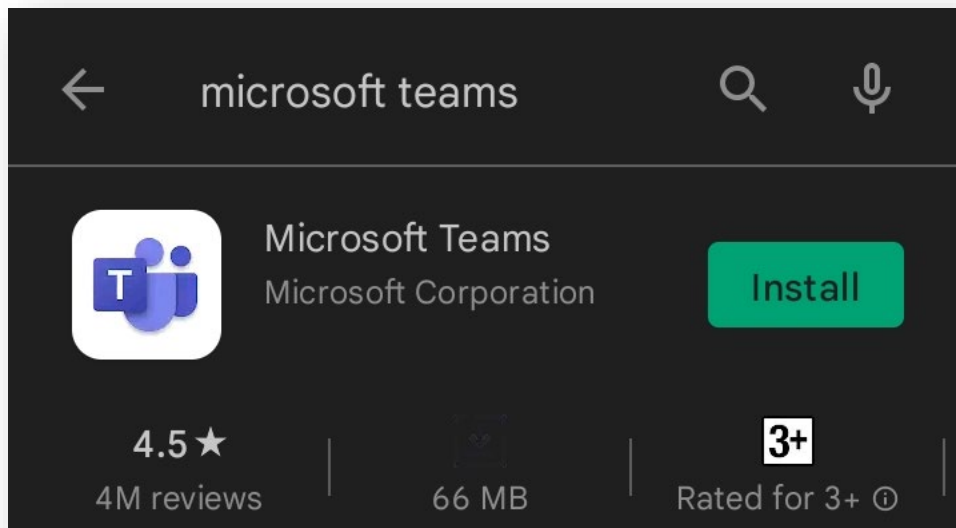 microsoft teams
Microsoft Teams
Microsoft Corporation
Install
T
4.5★
4M reviews
66 MB
3+
Rated for 3+